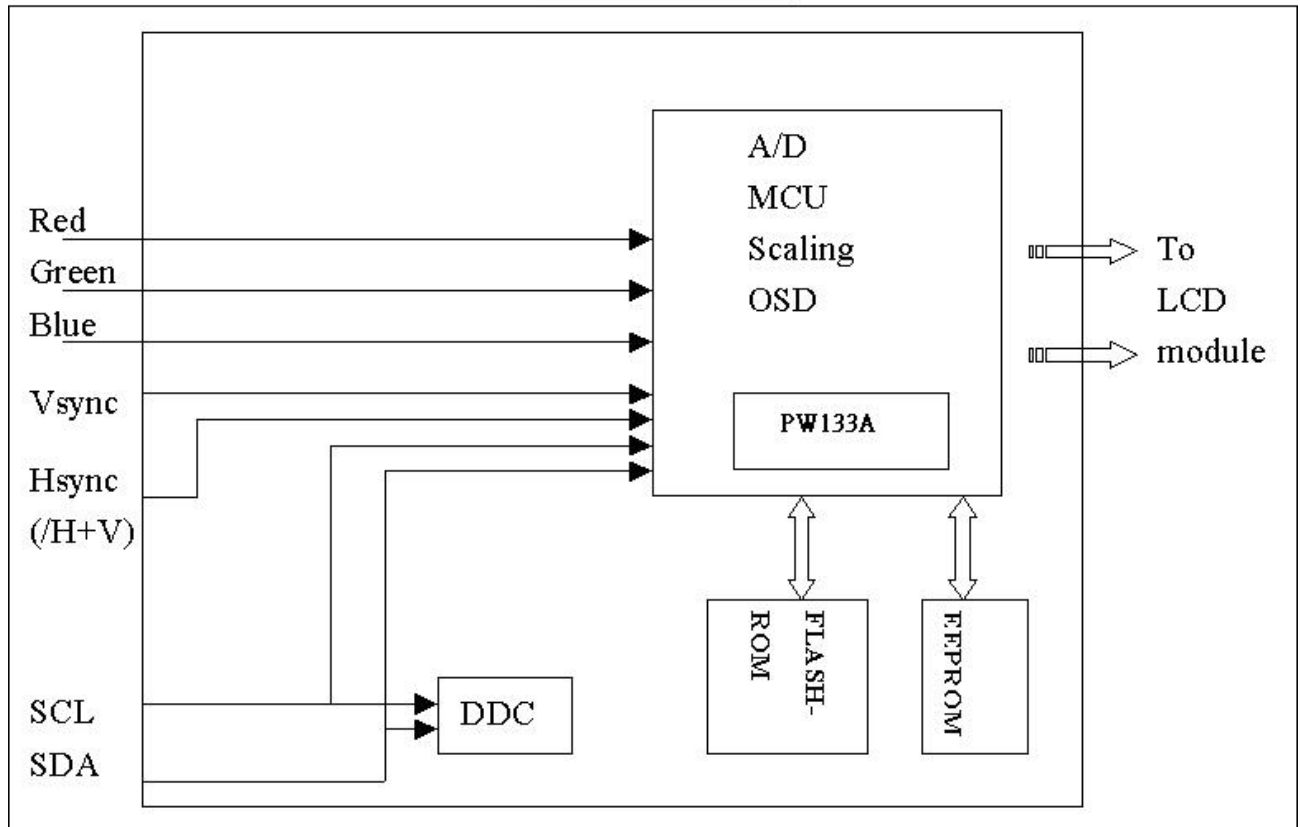 A/D
MCU
Scaling
OSD
PW133A
Red
Green
Blue
Vsync
Hsync
(/H+V)
SCL
SDA
DDC
FLASH-
ROM
EEPROM
To
LCD
module